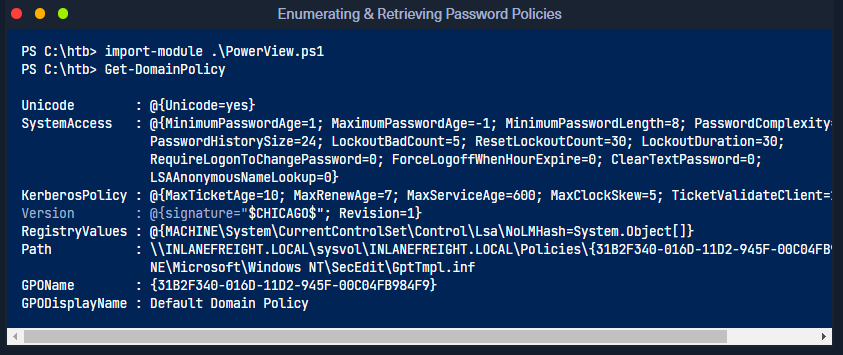 Enumerating & Retrieving Password Policies
PS C:\htb> import-module .\PowerView.ps1
PS C:\htb> Get-DomainPolicy
Unicode        : @{Unicode=yes}
SystemAccess   : @{MinimumPasswordAge=1; MaximumPasswordAge=-1; MinimumPasswordLength=8; PasswordComplexity=
                 PasswordHistorySize=24; LockoutBadCount=5; ResetLockoutCount=30; LockoutDuration=30;
                 RequireLogonToChangePassword=0; ForceLogoffWhenHourExpire=0; ClearTextPassword=0;
                 LSAAnonymousNameLookup=0}
KerberosPolicy : @{MaxTicketAge=10; MaxRenewAge=7; MaxServiceAge=600; MaxClockSkew=5; TicketValidateClient=
Version        : @{signature="$CHICAGO$"; Revision=1}
RegistryValues : @{MACHINE\System\CurrentControlSet\Control\Lsa\NoLMHash=System.Object[]}
Path           : \\INLANEFREIGHT.LOCAL\sysvol\INLANEFREIGHT.LOCAL\Policies\{31B2F340-016D-11D2-945F-00C04FB9
                 NE\Microsoft\Windows NT\SecEdit\GptTmpl.inf
GPOName        : {31B2F340-016D-11D2-945F-00C04FB984F9}
GPODisplayName : Default Domain Policy